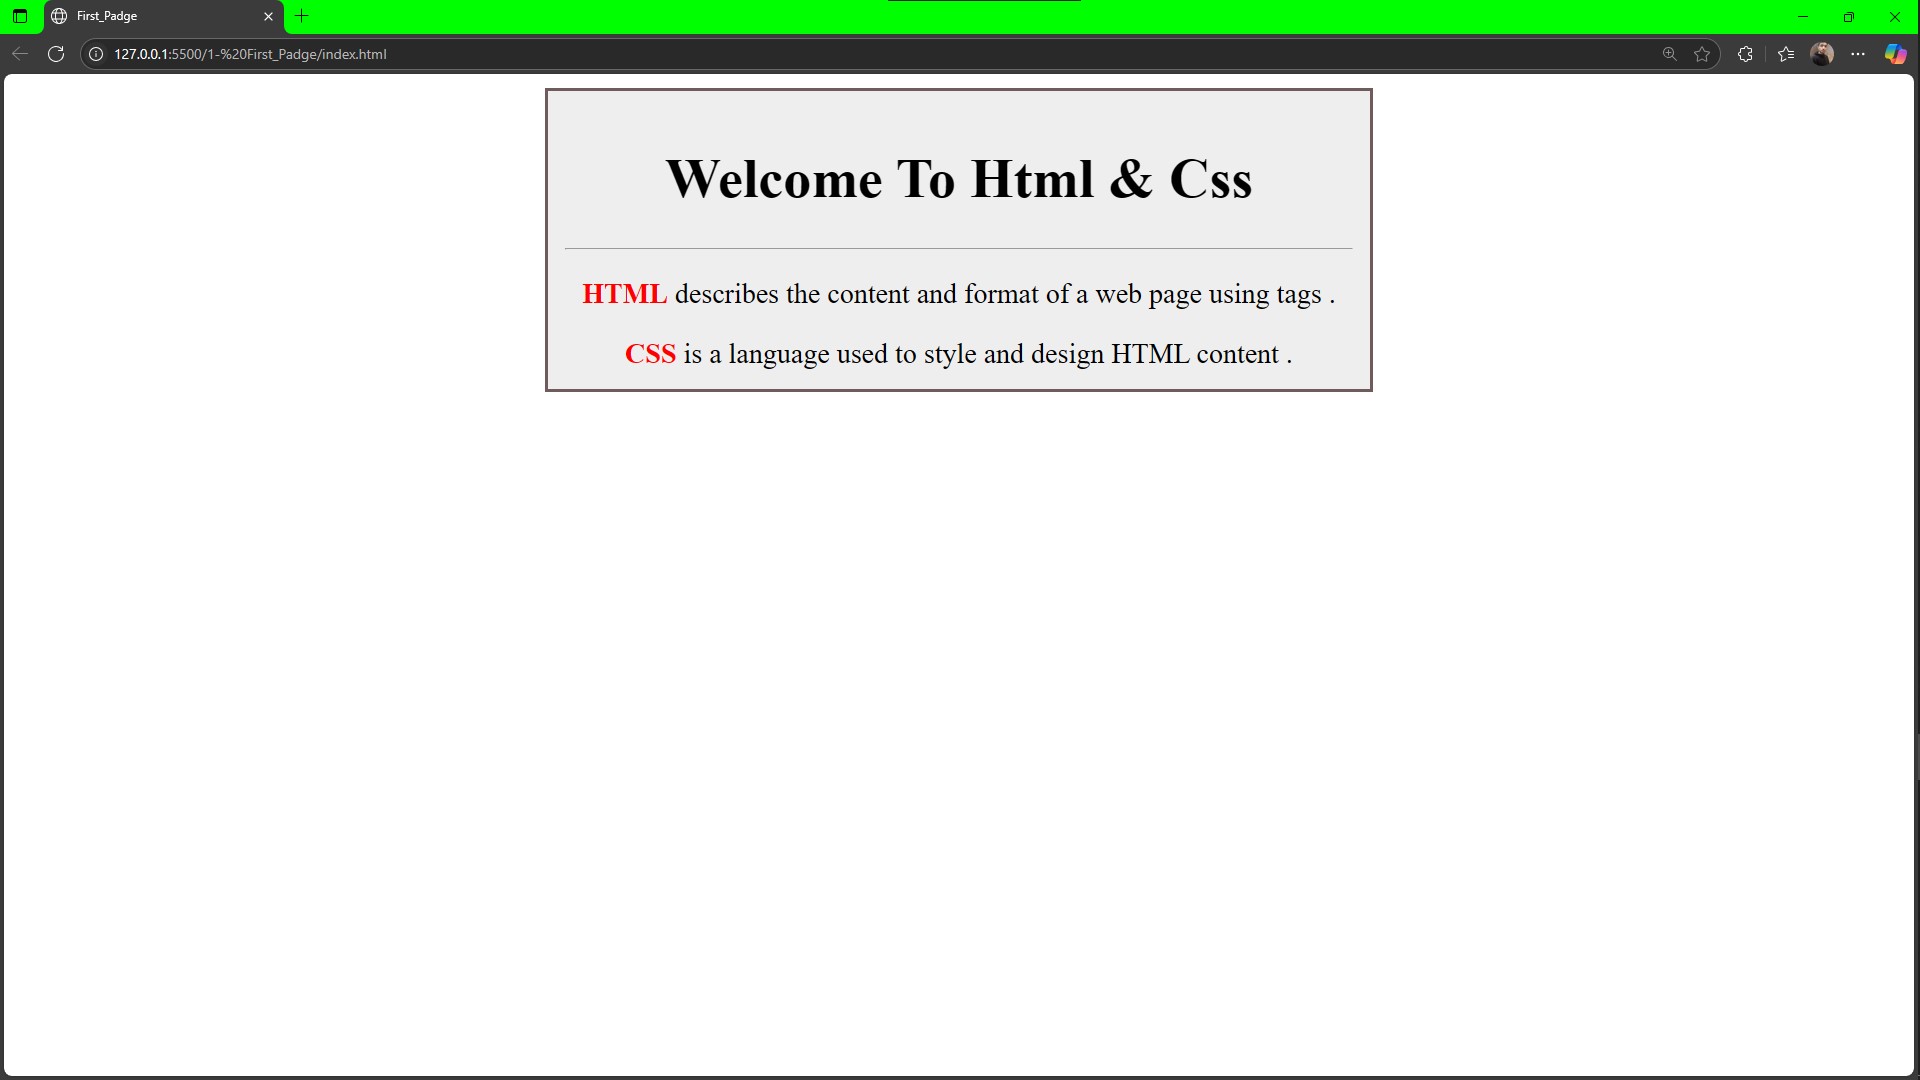 First_Padge
127.0.0.1:5500/1-%20First_Padge/index.html
Welcome To Html & Css
HTML describes the content and format of a web page using tags .
CSS is a language used to style and design HTML content .